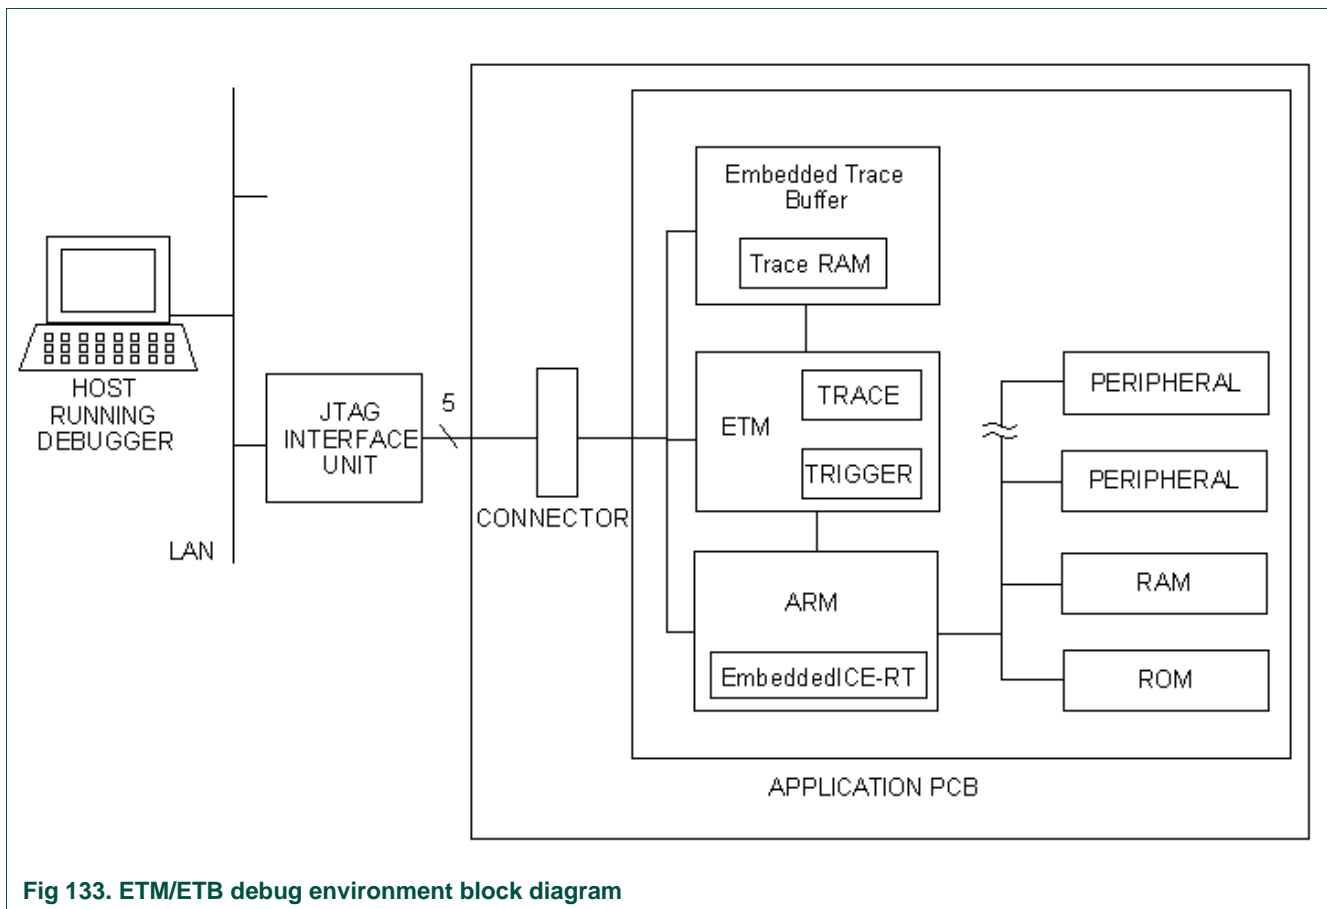 Embedded Trace
Buffer
Trace RAM
HOST
RUNNING
DEBUGGER
LAN
JTAG
INTERFACE
UNIT
5
CONNECTOR
ETM
TRACE
TRIGGER
ARM
EmbeddedICE-RT
PERIPHERAL
PERIPHERAL
RAM
ROM
APPLICATION PCB
Fig 133. ETM/ETB debug environment block diagram